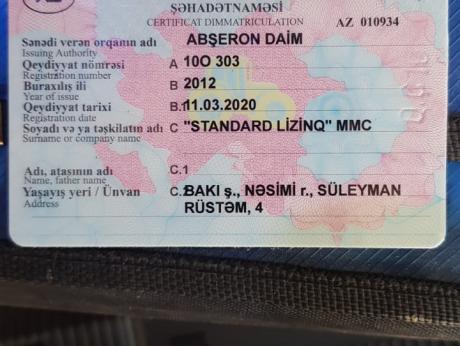 ŞƏHADƏTNAMƏSİ
CERTIFICAT DIMMATRICULATION AZ 010934
Sənədi verən orqanın adı ABŞERON DAİM
Issuing Authority
Qeydiyyat nömrəsi A 10O 303
Registration number
Buraxılış ili B 2012
Year of issue
Qeydiyyat tarixi B.1 11.03.2020
Registration date
Soyadı və ya təşkilatın adı C "STANDARD LİZİNQ" MMC
Surname or company name
Adı, atasının adı C.1
Name, father name
Yaşayış yeri / Ünvan C.2 BAKI ş., NƏSİMİ r., SÜLEYMAN
Address RÜSTƏM, 4